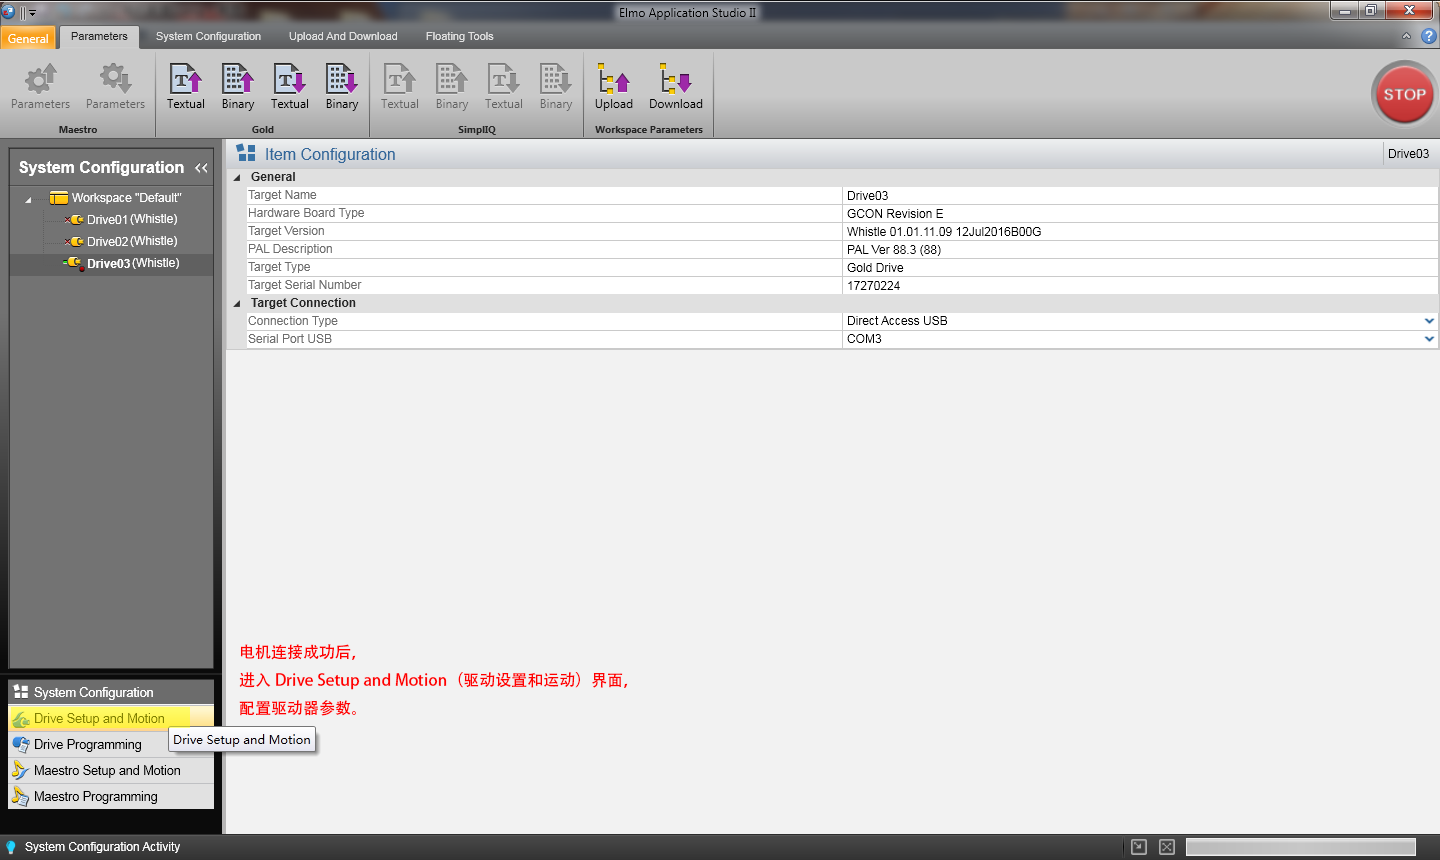 Elmo Application Studio II
General
Parameters
System Configuration
Upload And Download
Floating Tools
Parameters
Parameters
Maestro
Textual
Binary
Textual
Binary
Gold
Textual
Binary
Textual
Binary
SimplIQ
Upload
Download
Workspace Parameters
STOP
System Configuration
Workspace "Default"
Drive01 (Whistle)
Drive02 (Whistle)
Drive03 (Whistle)
Item Configuration
Drive03
General
Target Name Drive03
Hardware Board Type GCON Revision E
Target Version Whistle 01.01.11.09 12Jul2016B00G
PAL Description PAL Ver 88.3 (88)
Target Type Gold Drive
Target Serial Number 17270224
Target Connection
Connection Type Direct Access USB
Serial Port USB COM3
电机连接成功后，
进入 Drive Setup and Motion（驱动设置和运动）界面，
配置驱动器参数。
System Configuration
Drive Setup and Motion
Drive Setup and Motion
Drive Programming
Maestro Setup and Motion
Maestro Programming
System Configuration Activity